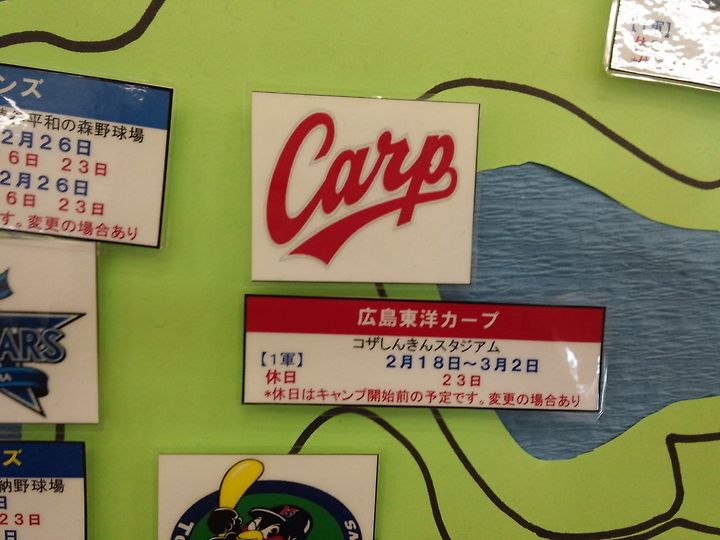 ンズ
平和の森野球場
2月26日
6日 23日
2月26日
6日 23日
す。変更の場合あり
ARS
Carp
広島東洋カープ
コザしんきんスタジアム
【1軍】 2月18日～3月2日
休日 23日
*休日はキャンプ開始前の予定です。変更の場合あり
【1軍】
ズ
納野球場
日
23日